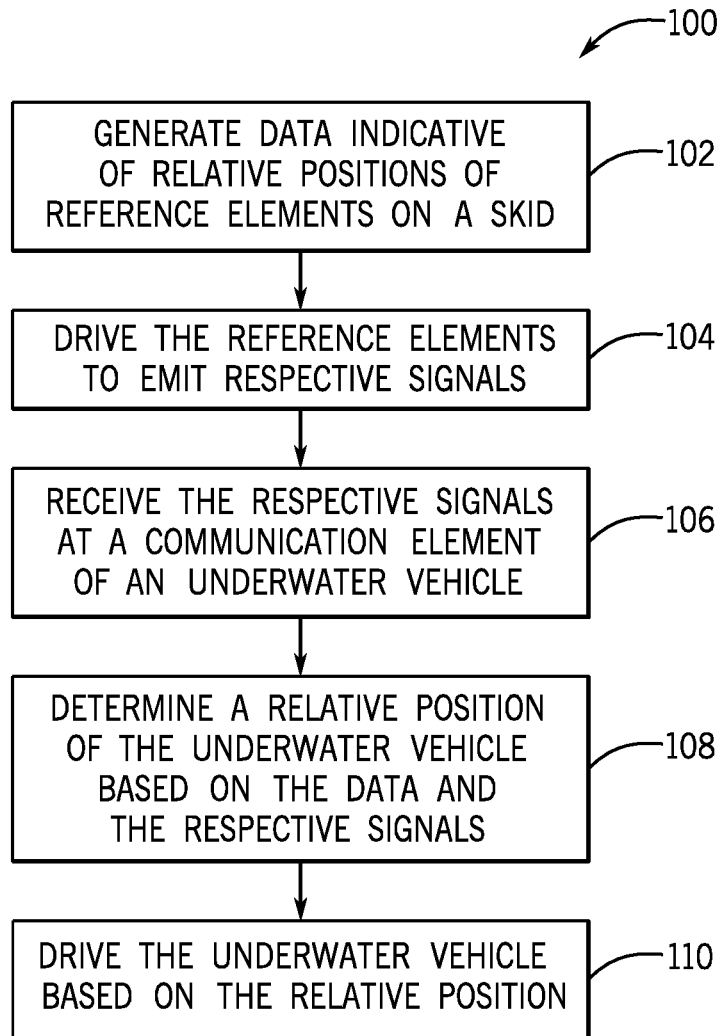 100
GENERATE DATA INDICATIVE
OF RELATIVE POSITIONS OF
REFERENCE ELEMENTS ON A SKID
102
DRIVE THE REFERENCE ELEMENTS
TO EMIT RESPECTIVE SIGNALS
104
RECEIVE THE RESPECTIVE SIGNALS
AT A COMMUNICATION ELEMENT
OF AN UNDERWATER VEHICLE
106
DETERMINE A RELATIVE POSITION
OF THE UNDERWATER VEHICLE
BASED ON THE DATA AND
THE RESPECTIVE SIGNALS
108
DRIVE THE UNDERWATER VEHICLE
BASED ON THE RELATIVE POSITION
110